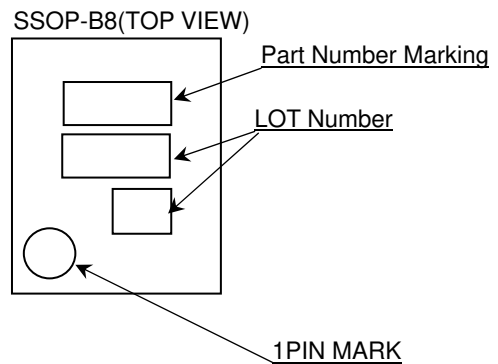 SSOP-B8(TOP VIEW)
Part Number Marking
LOT Number
1PIN MARK